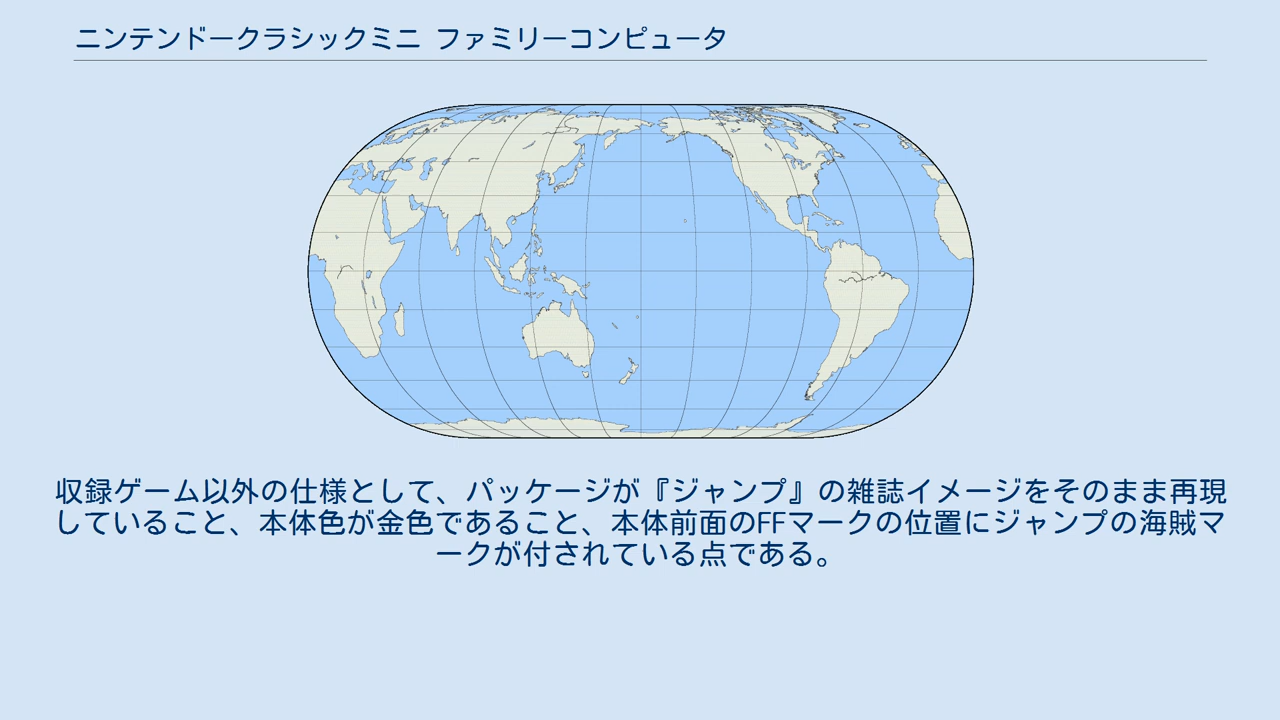 ニンテンドークラシックミニ ファミリーコンピュータ
収録ゲーム以外の仕様として、パッケージが『ジャンプ』の雑誌イメージをそのまま再現
していること、本体色が金色であること、本体前面のFFマークの位置にジャンプの海賊マ
ークが付されている点である。